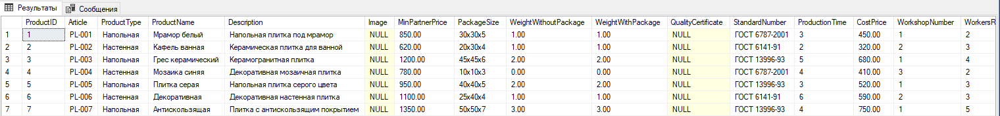 Результаты Сообщения
ProductID Article ProductType ProductName Description Image MinPartnerPrice PackageSize WeightWithoutPackage WeightWithPackage QualityCertificate StandardNumber ProductionTime CostPrice WorkshopNumber WorkersR
1 1 PL-001 Напольная Мрамор белый Напольная плитка под мрамор NULL 850.00 30x30x5 1.00 1.00 NULL ГОСТ 6787-2001 3 450.00 1 2
2 2 PL-002 Настенная Кафель ванная Керамическая плитка для ванной NULL 620.00 20x30x4 1.00 1.00 NULL ГОСТ 6141-91 2 320.00 2 3
3 3 PL-003 Напольная Грес керамический Керамогранитная плитка NULL 1200.00 45x45x6 2.00 2.00 NULL ГОСТ 13996-93 5 680.00 1 4
4 4 PL-004 Настенная Мозаика синяя Декоративная мозаичная плитка NULL 780.00 10x10x3 0.00 0.00 NULL ГОСТ 6787-2001 4 410.00 3 2
5 5 PL-005 Напольная Плитка серая Напольная плитка серого цвета NULL 950.00 40x40x5 2.00 2.00 NULL ГОСТ 13996-93 3 520.00 1 3
6 6 PL-006 Настенная Декоративная Декоративная настенная плитка NULL 1100.00 25x40x4 1.00 1.00 NULL ГОСТ 6141-91 6 590.00 2 3
7 7 PL-007 Напольная Антискользящая Плитка с антискользящим покрытием NULL 1350.00 50x50x7 3.00 3.00 NULL ГОСТ 13996-93 4 750.00 1 5